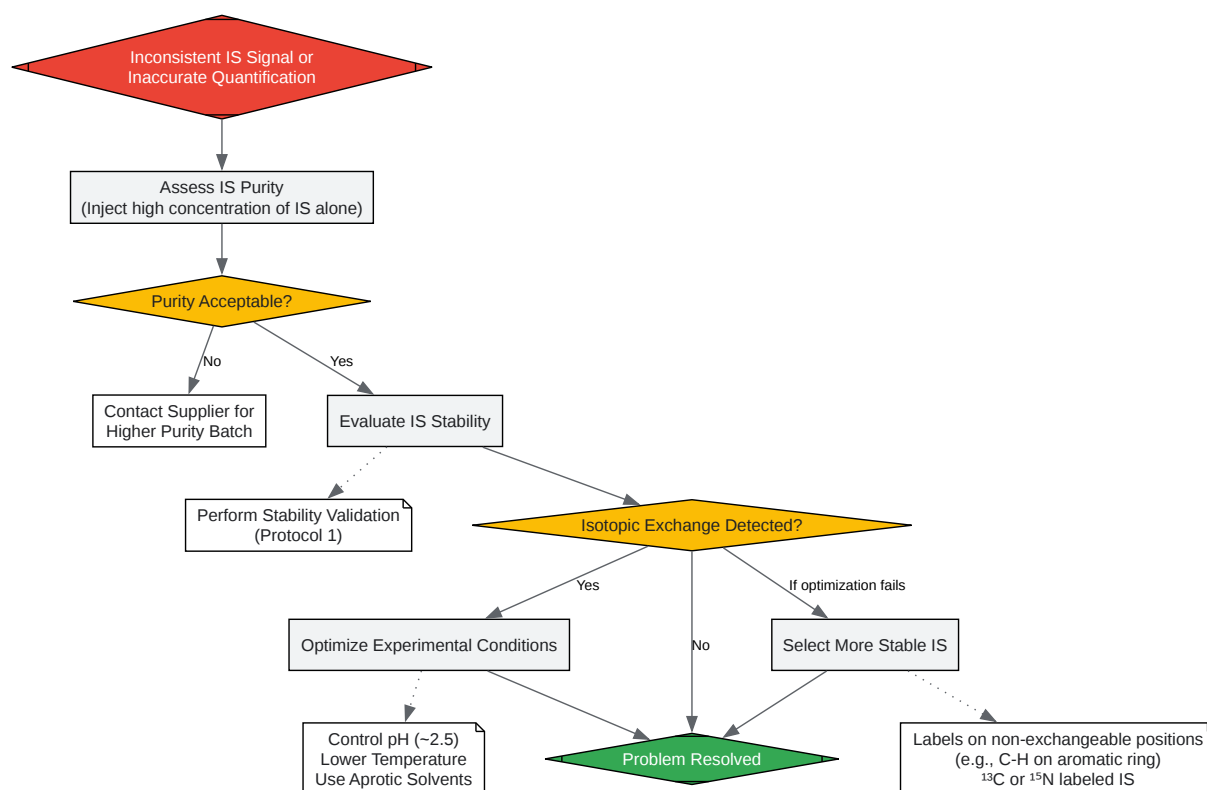 Inconsistent IS Signal or
Inaccurate Quantification
Assess IS Purity
(Inject high concentration of IS alone)
Purity Acceptable?
No
Yes
Contact Supplier for
Higher Purity Batch
Evaluate IS Stability
Perform Stability Validation
(Protocol 1)
Isotopic Exchange Detected?
Yes
No
If optimization fails
Optimize Experimental Conditions
Select More Stable IS
Control pH (~2.5)
Lower Temperature
Use Aprotic Solvents
Problem Resolved
Labels on non-exchangeable positions
(e.g., C-H on aromatic ring)
¹³C or ¹⁵N labeled IS